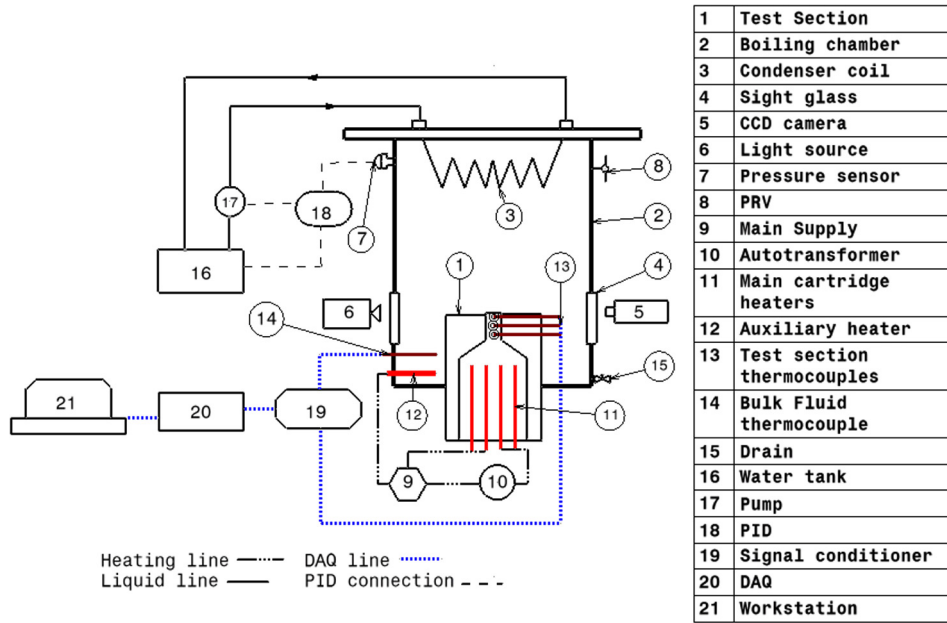 17
18
16
7
3
8
2
1
13
4
6
5
14
15
21
20
19
12
11
9
10
Heating line
DAQ line
Liquid line
PID connection
1 Test Section
2 Boiling chamber
3 Condenser coil
4 Sight glass
5 CCD camera
6 Light source
7 Pressure sensor
8 PRV
9 Main Supply
10 Autotransformer
11 Main cartridge
heaters
12 Auxiliary heater
13 Test section
thermocouples
14 Bulk Fluid
thermocouple
15 Drain
16 Water tank
17 Pump
18 PID
19 Signal conditioner
20 DAQ
21 Workstation